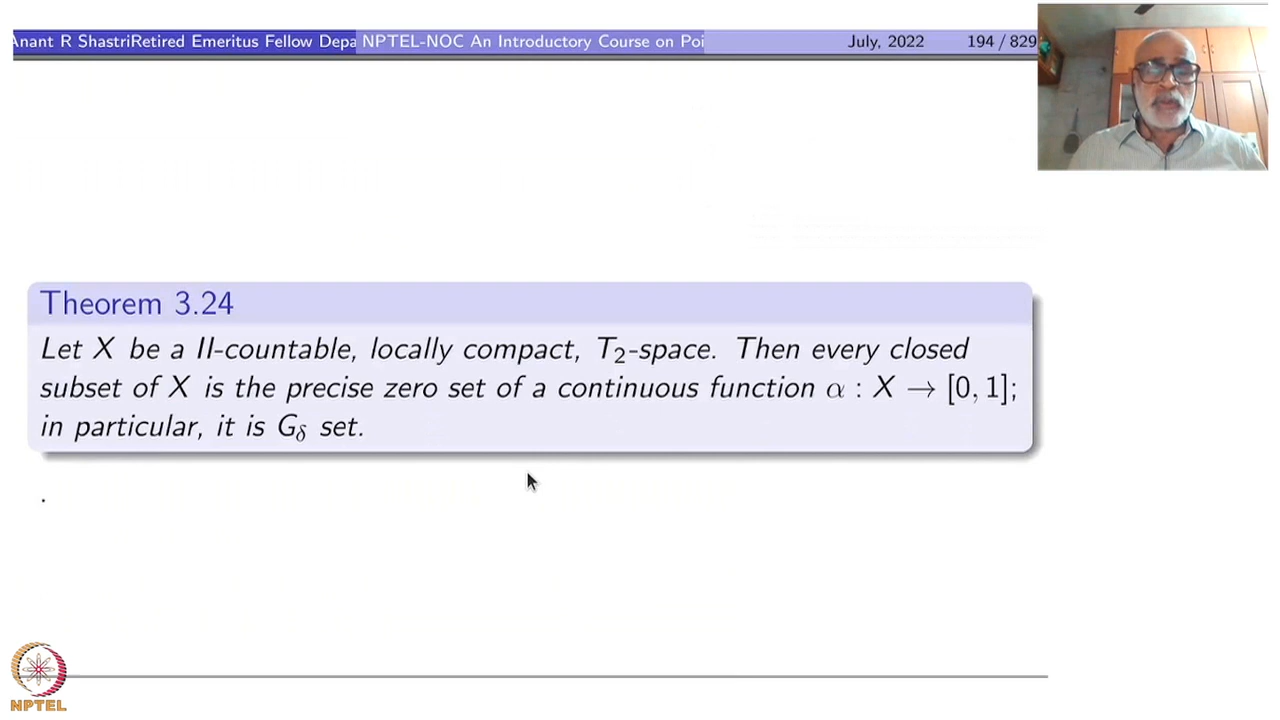 Anant R ShastriRetired Emeritus Fellow Depa NPTEL-NOC An Introductory Course on Poi July, 2022 194 / 829
Theorem 3.24
Let X be a II-countable, locally compact, T₂-space. Then every closed
subset of X is the precise zero set of a continuous function α : X → [0, 1];
in particular, it is G_δ set.
.
NPTEL